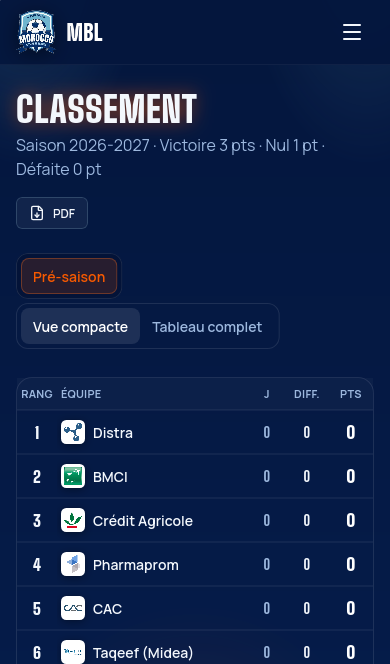 MOROCCO
MBL
CLASSEMENT
Saison 2026-2027 · Victoire 3 pts · Nul 1 pt ·
Défaite 0 pt
PDF
Pré-saison
Vue compacte Tableau complet
RANG ÉQUIPE J DIFF. PTS
1 Distra 0 0 0
2 BMCI 0 0 0
3 Crédit Agricole 0 0 0
4 Pharmaprom 0 0 0
5 CAC 0 0 0
6 Taqeef (Midea) 0 0 0